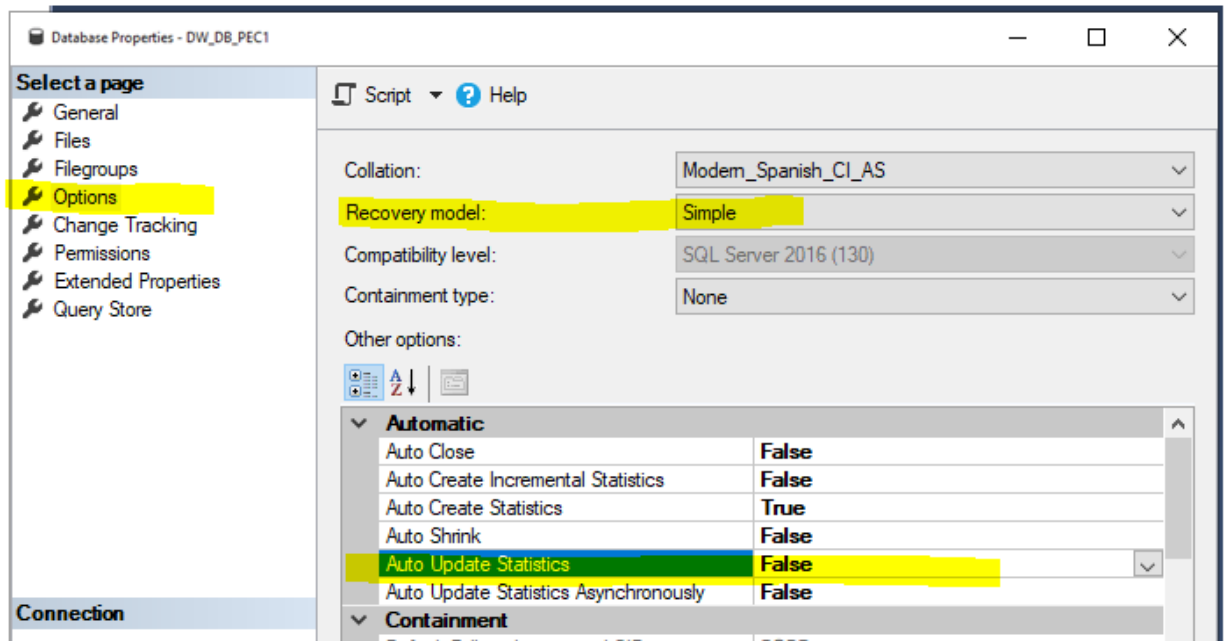 Database Properties - DW_DB_PEC1
Select a page
General
Files
Filegroups
Options
Change Tracking
Permissions
Extended Properties
Query Store
Connection
Script Help
Collation: Modern_Spanish_CI_AS
Recovery model: Simple
Compatibility level: SQL Server 2016 (130)
Containment type: None
Other options:
Automatic
Auto Close False
Auto Create Incremental Statistics False
Auto Create Statistics True
Auto Shrink False
Auto Update Statistics False
Auto Update Statistics Asynchronously False
Containment